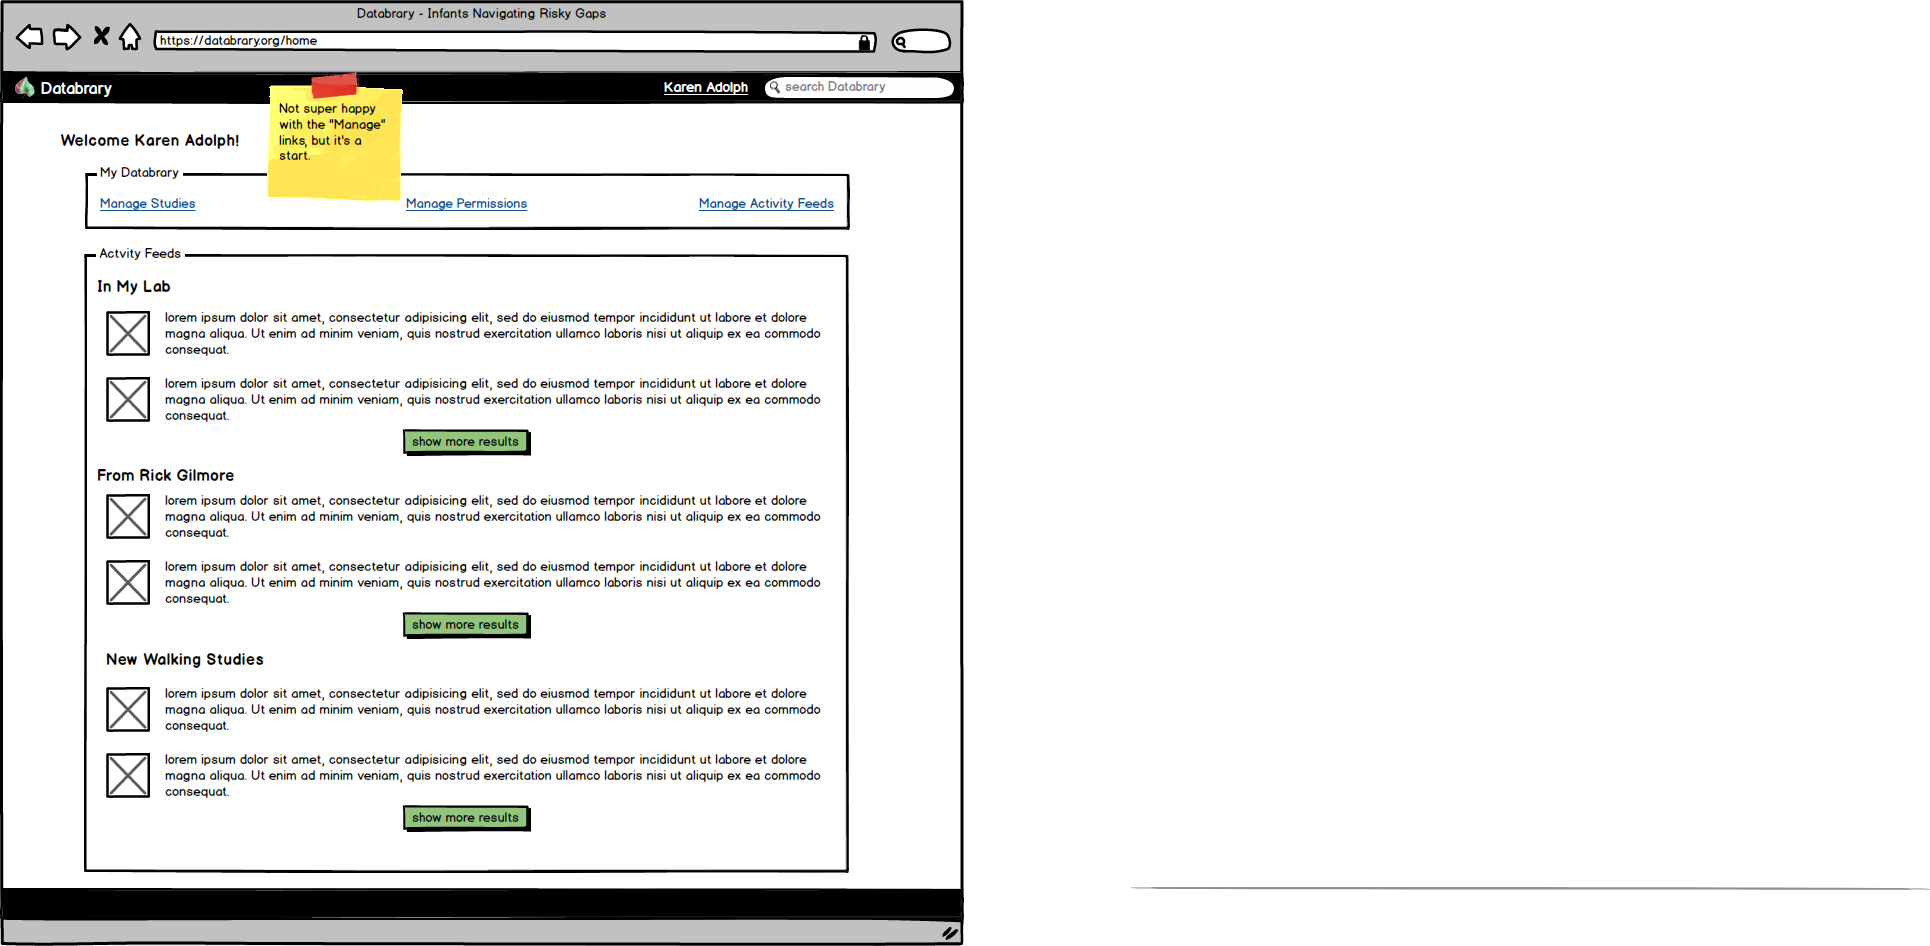 Databrary - Infants Navigating Risky Gaps
https://databrary.org/home
Databrary
Karen Adolph
search Databrary
Not super happy
with the "Manage"
links, but it's a
start.
Welcome Karen Adolph!
My Databrary
Manage Studies
Manage Permissions
Manage Activity Feeds
Actvity Feeds
In My Lab
lorem ipsum dolor sit amet, consectetur adipisicing elit, sed do eiusmod tempor incididunt ut labore et dolore
magna aliqua. Ut enim ad minim veniam, quis nostrud exercitation ullamco laboris nisi ut aliquip ex ea commodo
consequat.
lorem ipsum dolor sit amet, consectetur adipisicing elit, sed do eiusmod tempor incididunt ut labore et dolore
magna aliqua. Ut enim ad minim veniam, quis nostrud exercitation ullamco laboris nisi ut aliquip ex ea commodo
consequat.
show more results
From Rick Gilmore
lorem ipsum dolor sit amet, consectetur adipisicing elit, sed do eiusmod tempor incididunt ut labore et dolore
magna aliqua. Ut enim ad minim veniam, quis nostrud exercitation ullamco laboris nisi ut aliquip ex ea commodo
consequat.
lorem ipsum dolor sit amet, consectetur adipisicing elit, sed do eiusmod tempor incididunt ut labore et dolore
magna aliqua. Ut enim ad minim veniam, quis nostrud exercitation ullamco laboris nisi ut aliquip ex ea commodo
consequat.
show more results
New Walking Studies
lorem ipsum dolor sit amet, consectetur adipisicing elit, sed do eiusmod tempor incididunt ut labore et dolore
magna aliqua. Ut enim ad minim veniam, quis nostrud exercitation ullamco laboris nisi ut aliquip ex ea commodo
consequat.
lorem ipsum dolor sit amet, consectetur adipisicing elit, sed do eiusmod tempor incididunt ut labore et dolore
magna aliqua. Ut enim ad minim veniam, quis nostrud exercitation ullamco laboris nisi ut aliquip ex ea commodo
consequat.
show more results